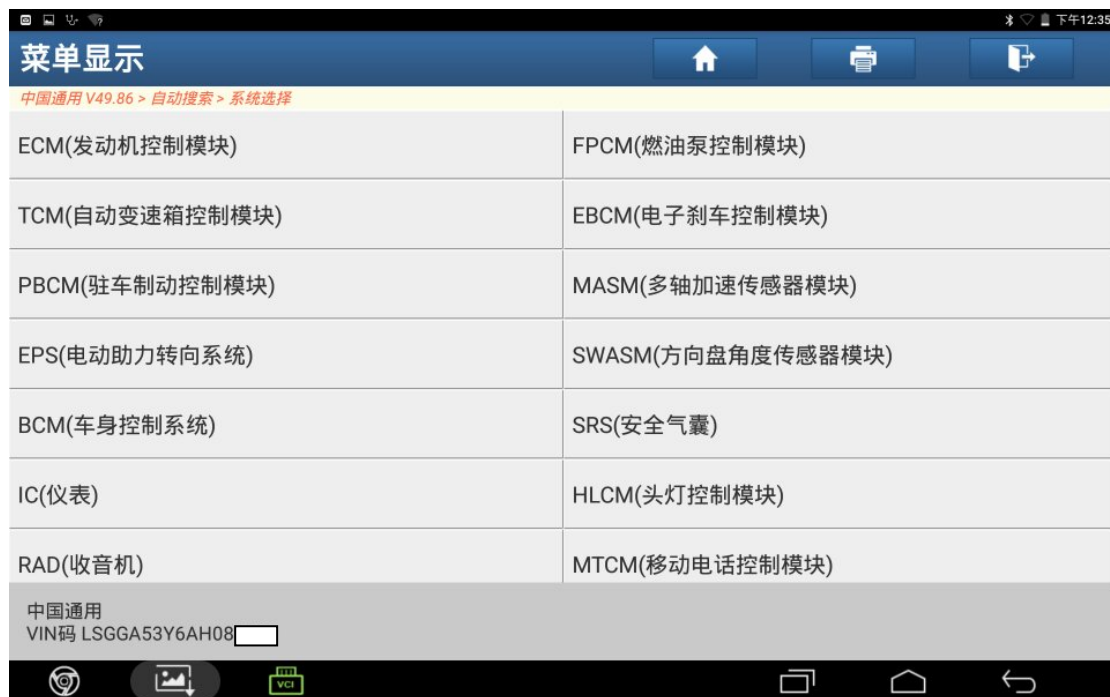 下午12:35
菜单显示
中国通用 V49.86 > 自动搜索 > 系统选择
ECM(发动机控制模块)
FPCM(燃油泵控制模块)
TCM(自动变速箱控制模块)
EBCM(电子刹车控制模块)
PBCM(驻车制动控制模块)
MASM(多轴加速传感器模块)
EPS(电动助力转向系统)
SWASM(方向盘角度传感器模块)
BCM(车身控制系统)
SRS(安全气囊)
IC(仪表)
HLCM(头灯控制模块)
RAD(收音机)
MTCM(移动电话控制模块)
中国通用
VIN码 LSGGA53Y6AH08
VCI